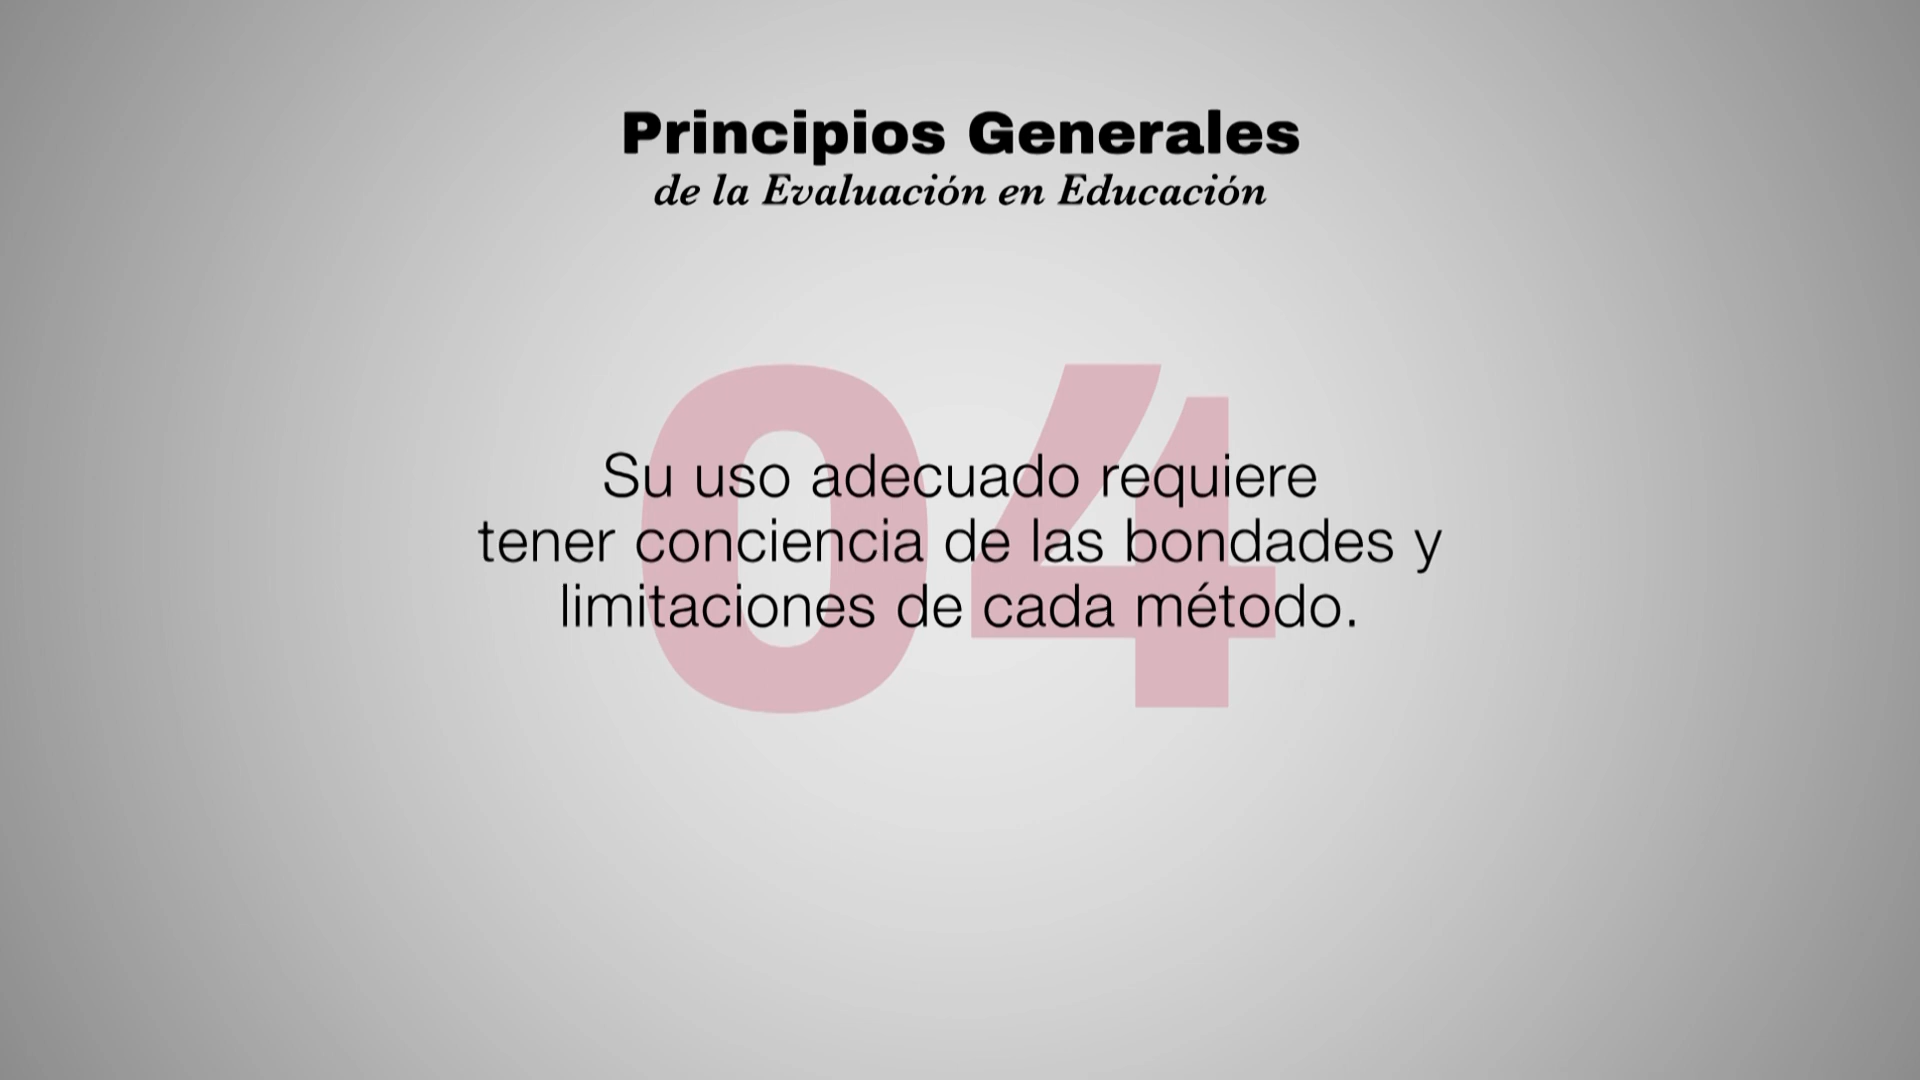 Principios Generales
de la Evaluación en Educación
04
Su uso adecuado requiere
tener conciencia de las bondades y
limitaciones de cada método.